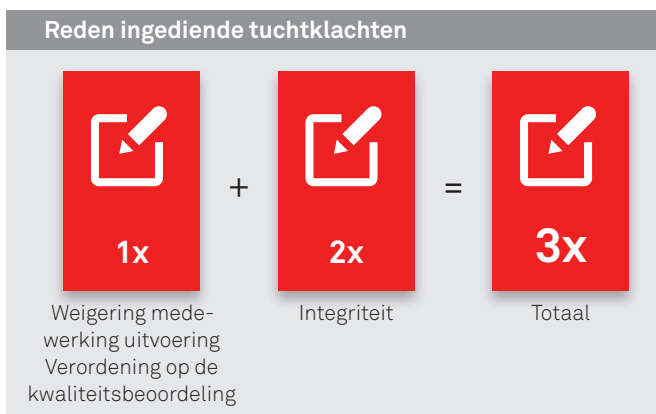 Reden ingediende tuchtklachten
1x
+
2x
=
3x
Weigering mede-
werking uitvoering
Verordening op de
kwaliteitsbeoordeling
Integriteit
Totaal